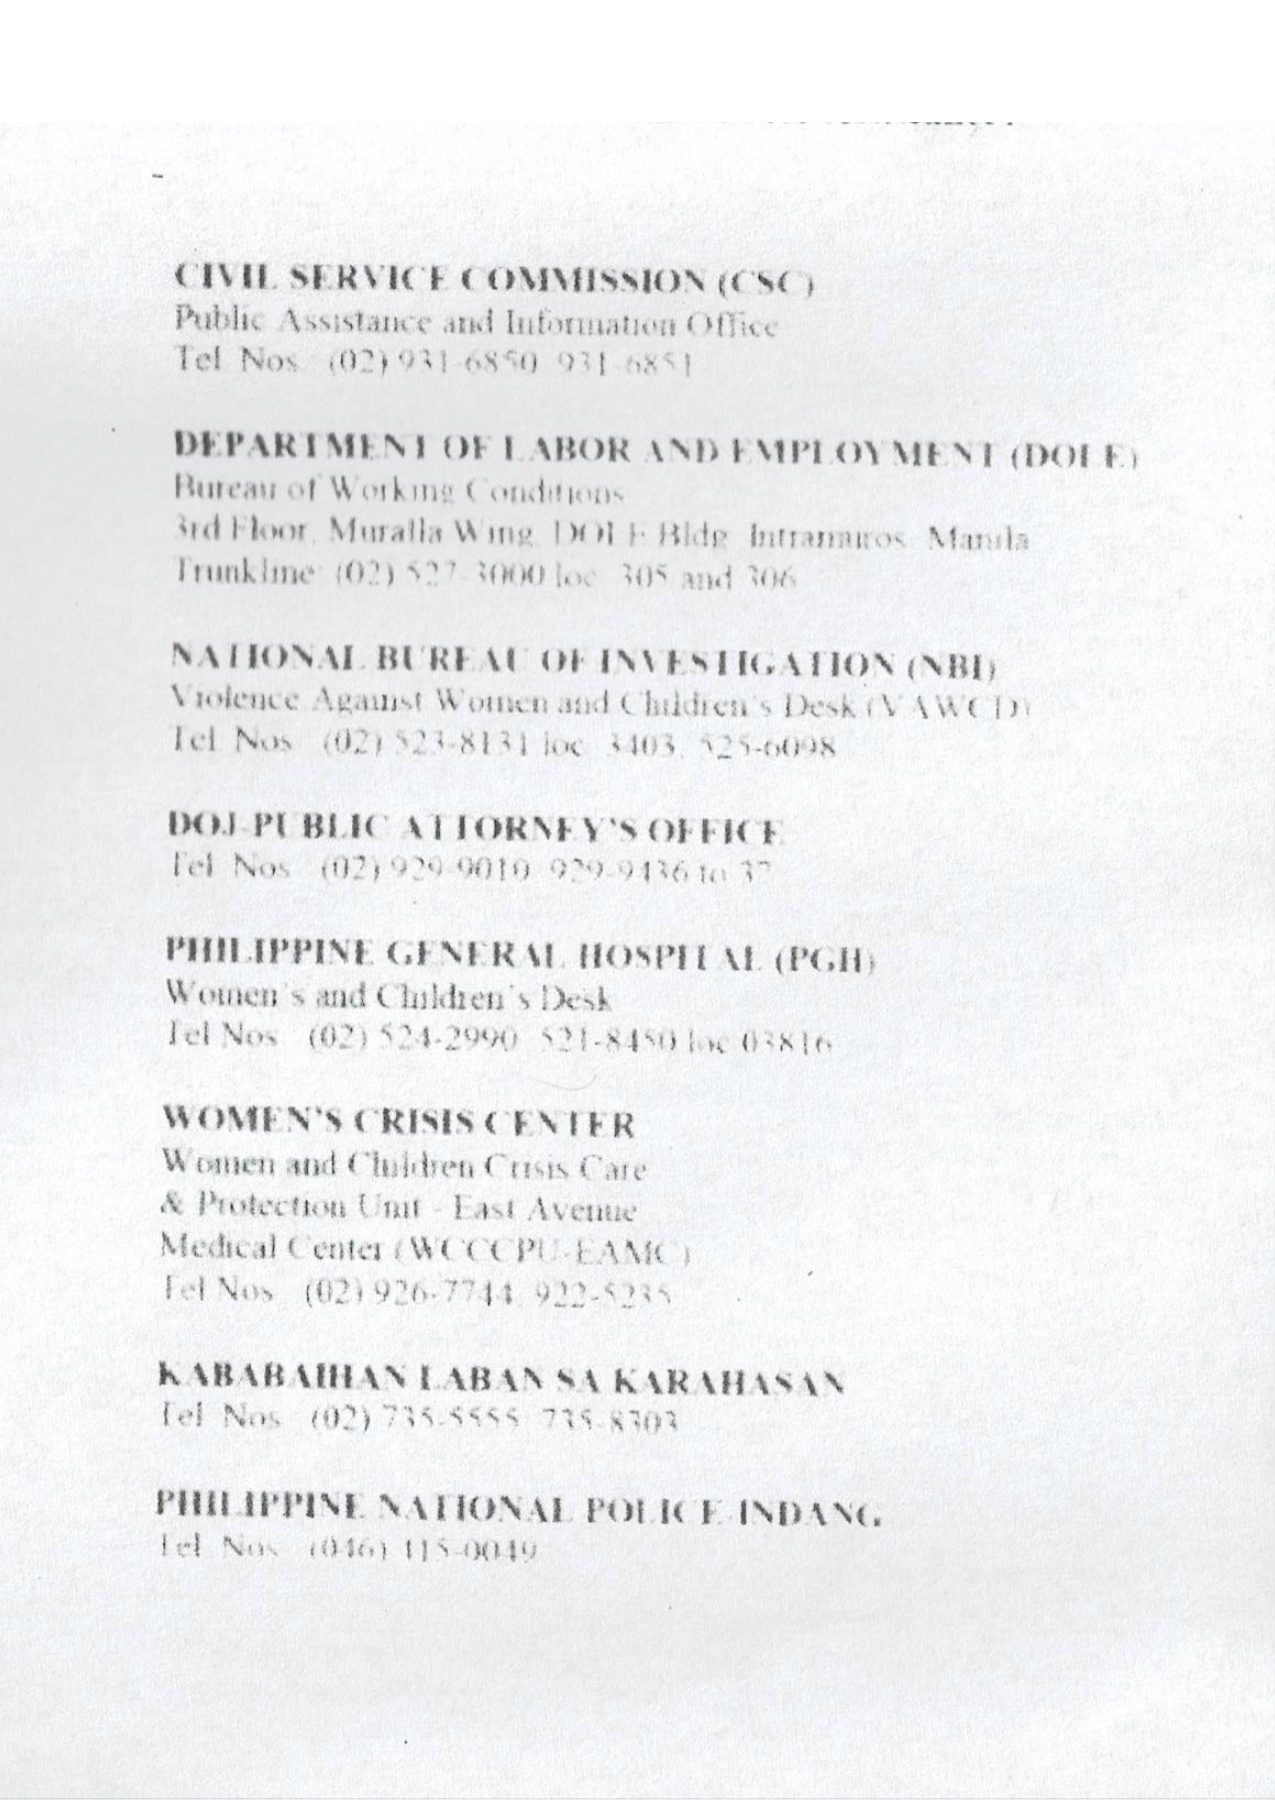 CIVIL SERVICE COMMISSION (CSC)
Public Assistance and Information Office
Tel Nos (02) 931-6850 931-6851
DEPARTMENT OF LABOR AND EMPLOYMENT (DOLE)
Bureau of Working Conditions
3rd Floor, Muralla Wing, DOLE Bldg Intramuros, Manila
Trunkline: (02) 527-3000 loc 305 and 306
NATIONAL BUREAU OF INVESTIGATION (NBI)
Violence Against Women and Children's Desk (VAWCD)
Tel Nos (02) 523-8131 loc 3403, 525-6098
DOJ-PUBLIC ATTORNEY'S OFFICE
Tel Nos (02) 929-9010 929-9436 to 37
PHILIPPINE GENERAL HOSPITAL (PGH)
Women's and Children's Desk
Tel Nos (02) 524-2990 521-8450 loc 03816
WOMEN'S CRISIS CENTER
Women and Children Crisis Care
& Protection Unit - East Avenue
Medical Center (WCCCPU-EAMC)
Tel Nos (02) 926-7744, 922-5235
KABABAIHAN LABAN SA KARAHASAN
Tel Nos (02) 735-5555 735-8303
PHILIPPINE NATIONAL POLICE-INDANG
Tel Nos (046) 415-0049